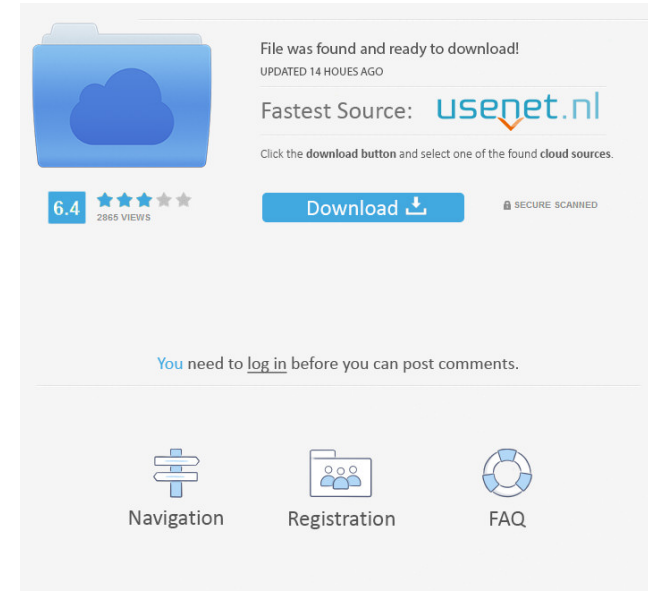 File was found and ready to download!
UPDATED 14 HOUES AGO
Fastest Source: usenet.nl
Click the download button and select one of the found cloud sources.
6.4
2865 VIEWS
Download
SECURE SCANNED
You need to log in before you can post comments.
Navigation
Registration
FAQ